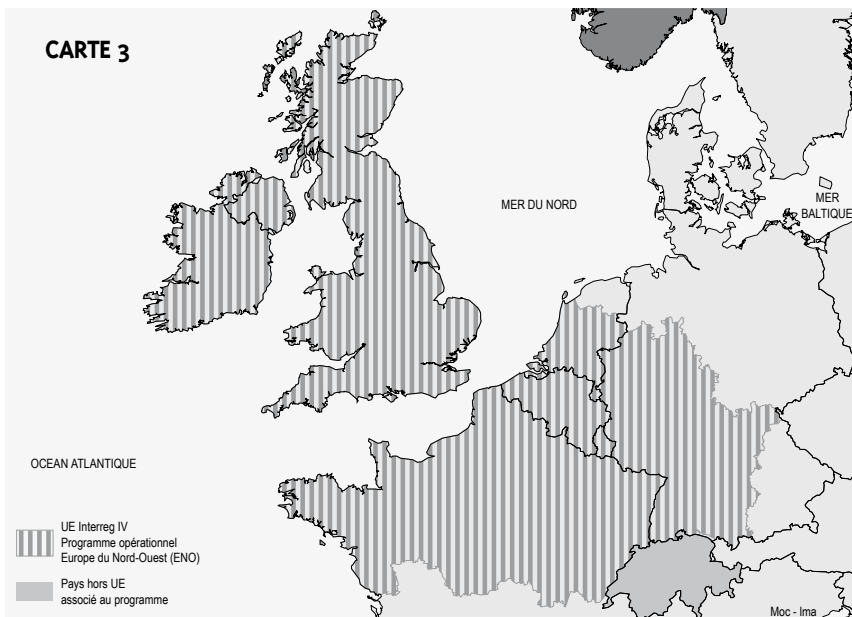 CARTE 3
MER DU NORD
MER
BALTIQUE
OCEAN ATLANTIQUE
UE Interreg IV
Programme opérationnel
Europe du Nord-Ouest (ENO)
Pays hors UE
associé au programme
Moc - Ima